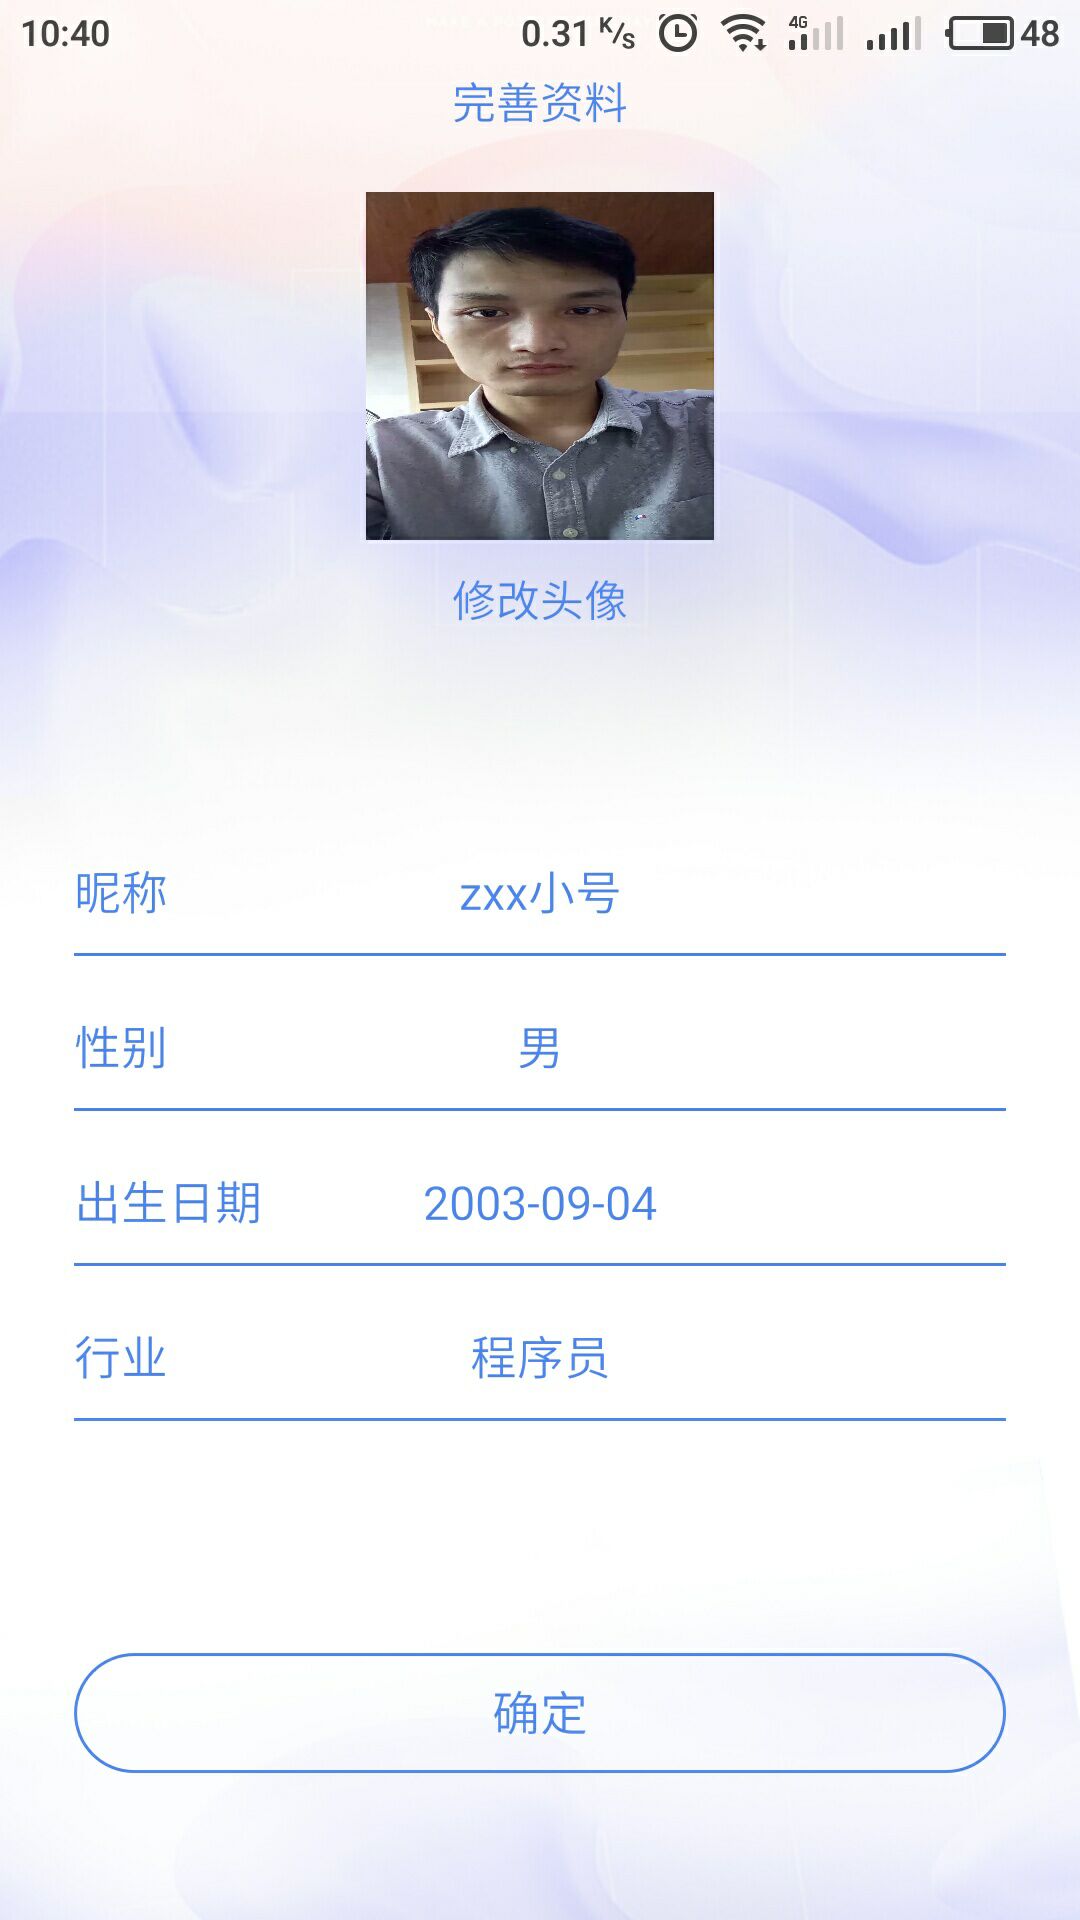 10:40 0.31 K/s 4G 48
完善资料
修改头像
昵称 zxx小号
性别 男
出生日期 2003-09-04
行业 程序员
确定